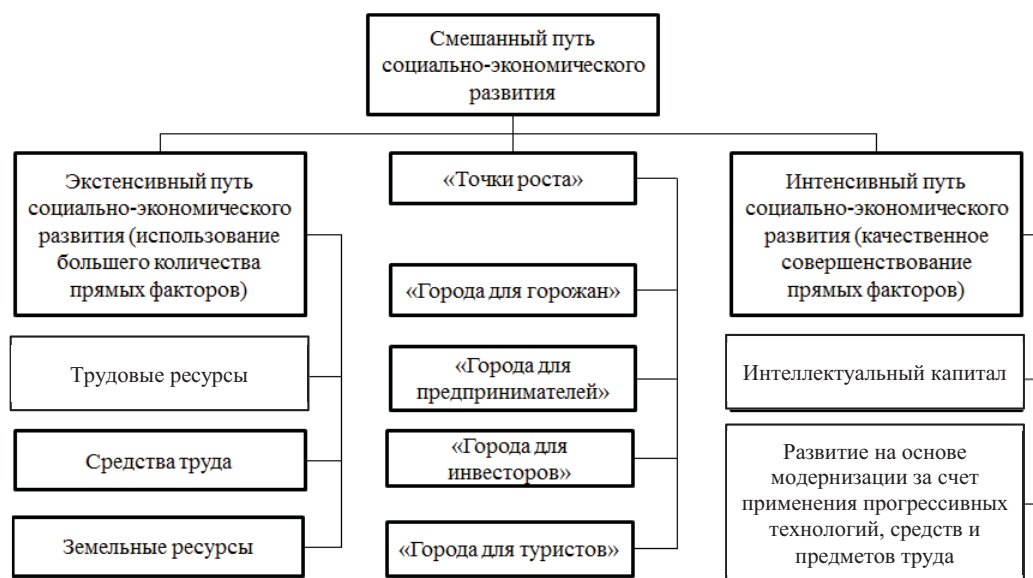 Смешанный путь
социально-экономического
развития
Экстенсивный путь
социально-экономического
развития (использование
большего количества
прямых факторов)
Трудовые ресурсы
Средства труда
Земельные ресурсы
«Точки роста»
«Города для горожан»
«Города для
предпринимателей»
«Города для
инвесторов»
«Города для туристов»
Интенсивный путь
социально-экономического
развития (качественное
совершенствование
прямых факторов)
Интеллектуальный капитал
Развитие на основе
модернизации за счет
применения прогрессивных
технологий, средств и
предметов труда